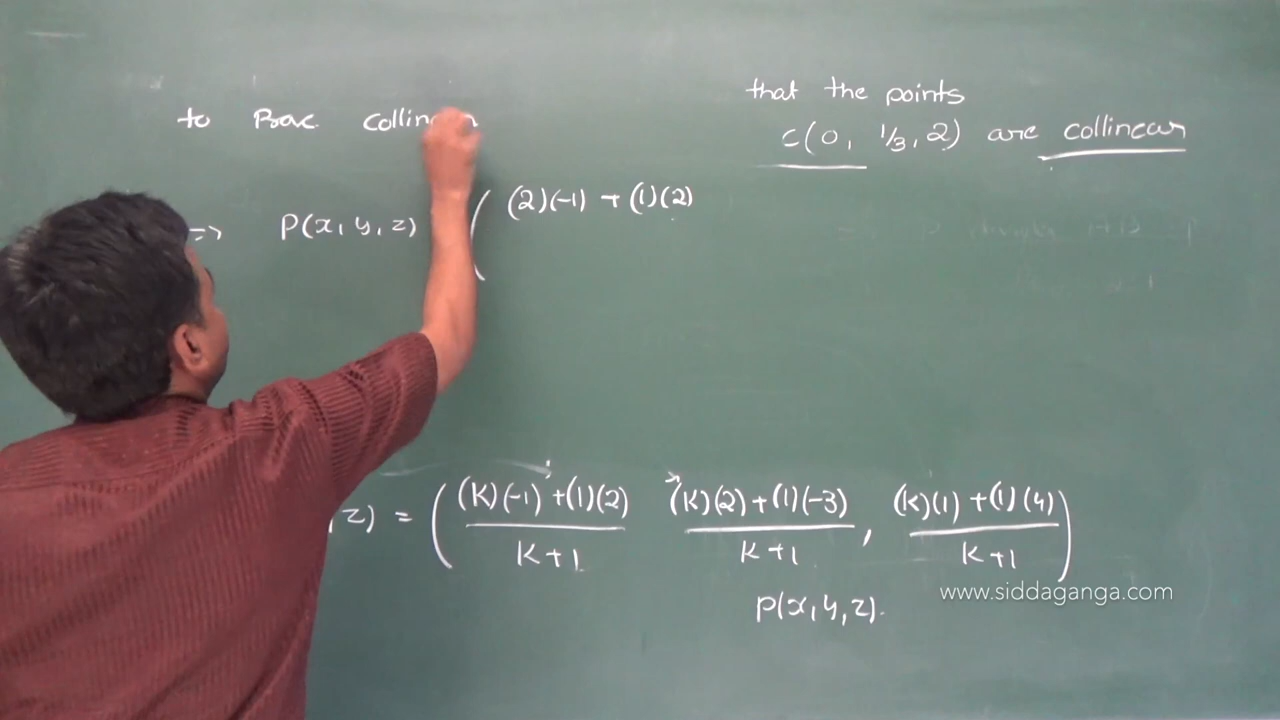 that the points
to Prove collinear
C(0, 1/3, 2) are collinear
=> P(x, y, z) ( (2)(-1) + (1)(2)
, z) = ( (K)(-1) + (1)(2) / K+1 (K)(2) + (1)(-3) / K+1 , (K)(1) + (1)(4) / K+1 )
P(x, y, z).
www.siddaganga.com